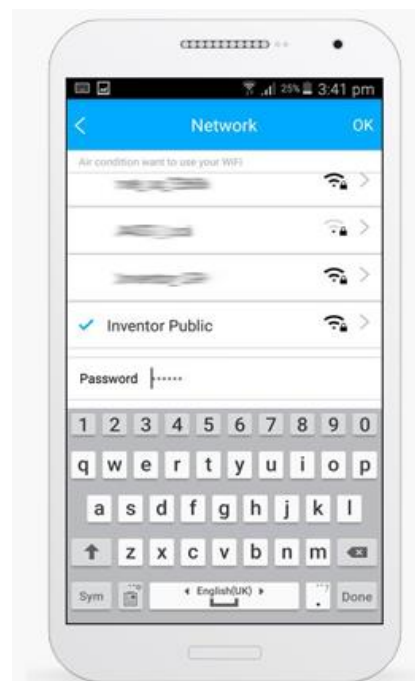 25% 3:41 pm
Network OK
Air condition want to use your WiFi
Inventor Public
Password
1 2 3 4 5 6 7 8 9 0
q w e r t y u i o p
a s d f g h j k l
z x c v b n m
Sym English(UK) . Done